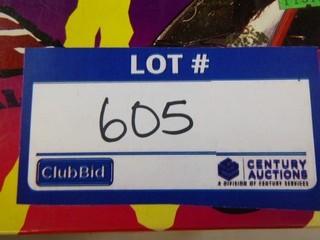 LOT #
605
ClubBid
CENTURY
AUCTIONS
A DIVISION OF CENTURY SERVICES